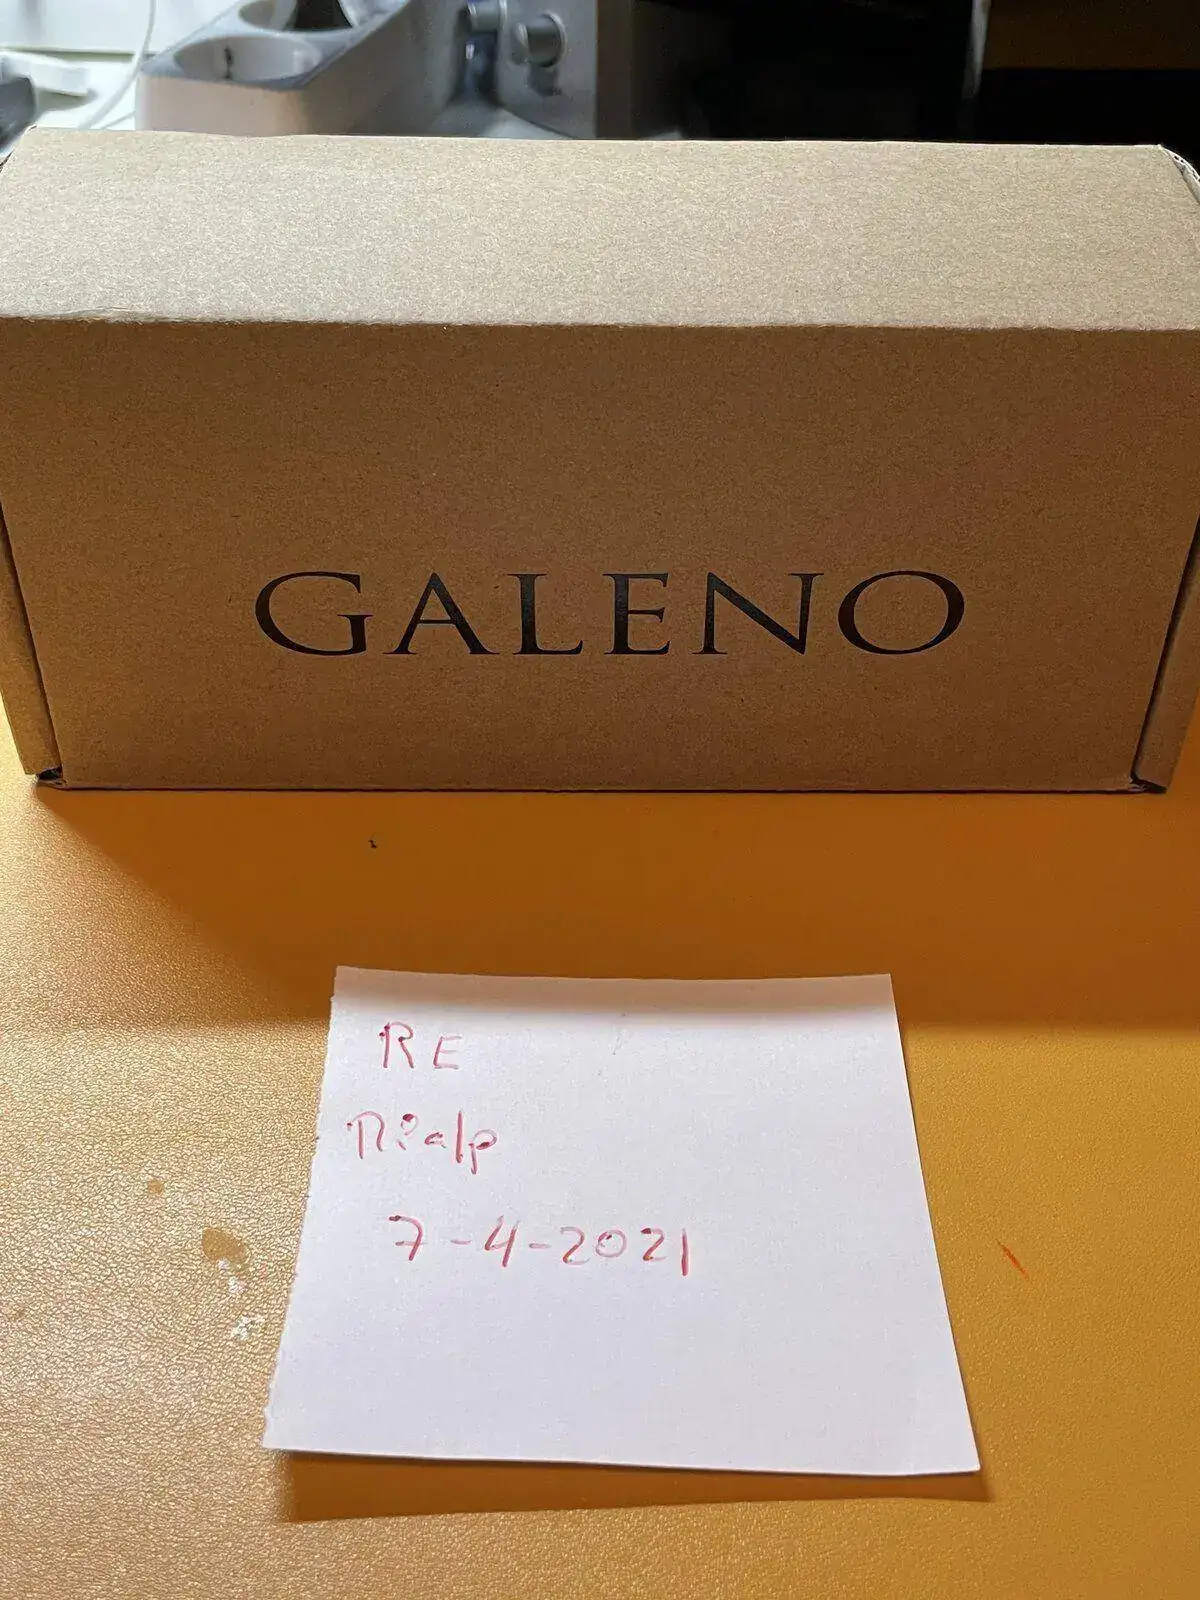 GALENO
RE
Rialp
7-4-2021